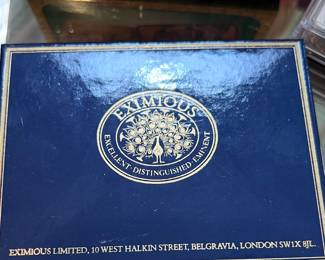 EXIMIOUS
EXCELLENT · DISTINGUISHED · EMINENT
EXIMIOUS LIMITED, 10 WEST HALKIN STREET, BELGRAVIA, LONDON SW1X 8JL.